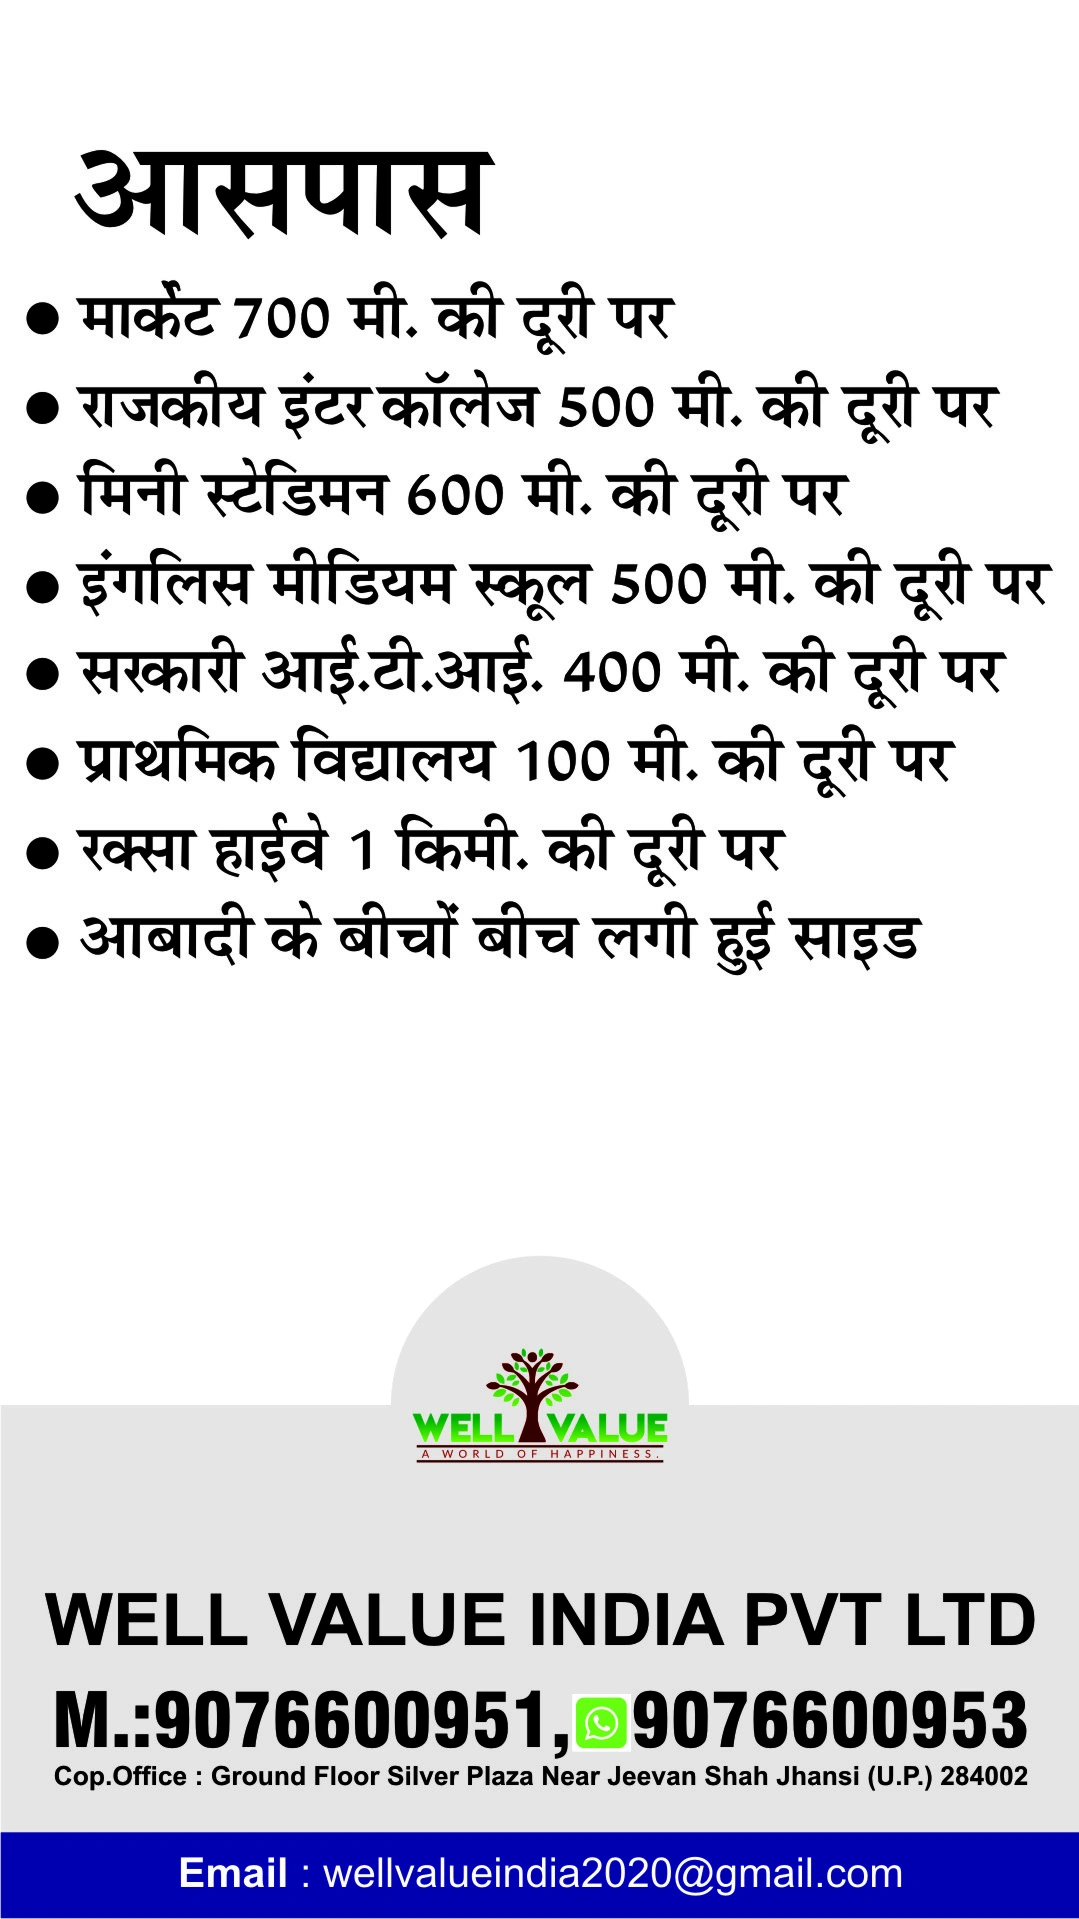 आसपास
• मार्केट 700 मी. की दूरी पर
• राजकीय इंटर कॉलेज 500 मी. की दूरी पर
• मिनी स्टेडिमन 600 मी. की दूरी पर
• इंगलिस मीडियम स्कूल 500 मी. की दूरी पर
• सरकारी आई.टी.आई. 400 मी. की दूरी पर
• प्राथमिक विद्यालय 100 मी. की दूरी पर
• रक्सा हाईवे 1 किमी. की दूरी पर
• आबादी के बीचों बीच लगी हुई साइड
WELL VALUE
A WORLD OF HAPPINESS.
WELL VALUE INDIA PVT LTD
M.:9076600951, 9076600953
Cop.Office : Ground Floor Silver Plaza Near Jeevan Shah Jhansi (U.P.) 284002
Email : wellvalueindia2020@gmail.com